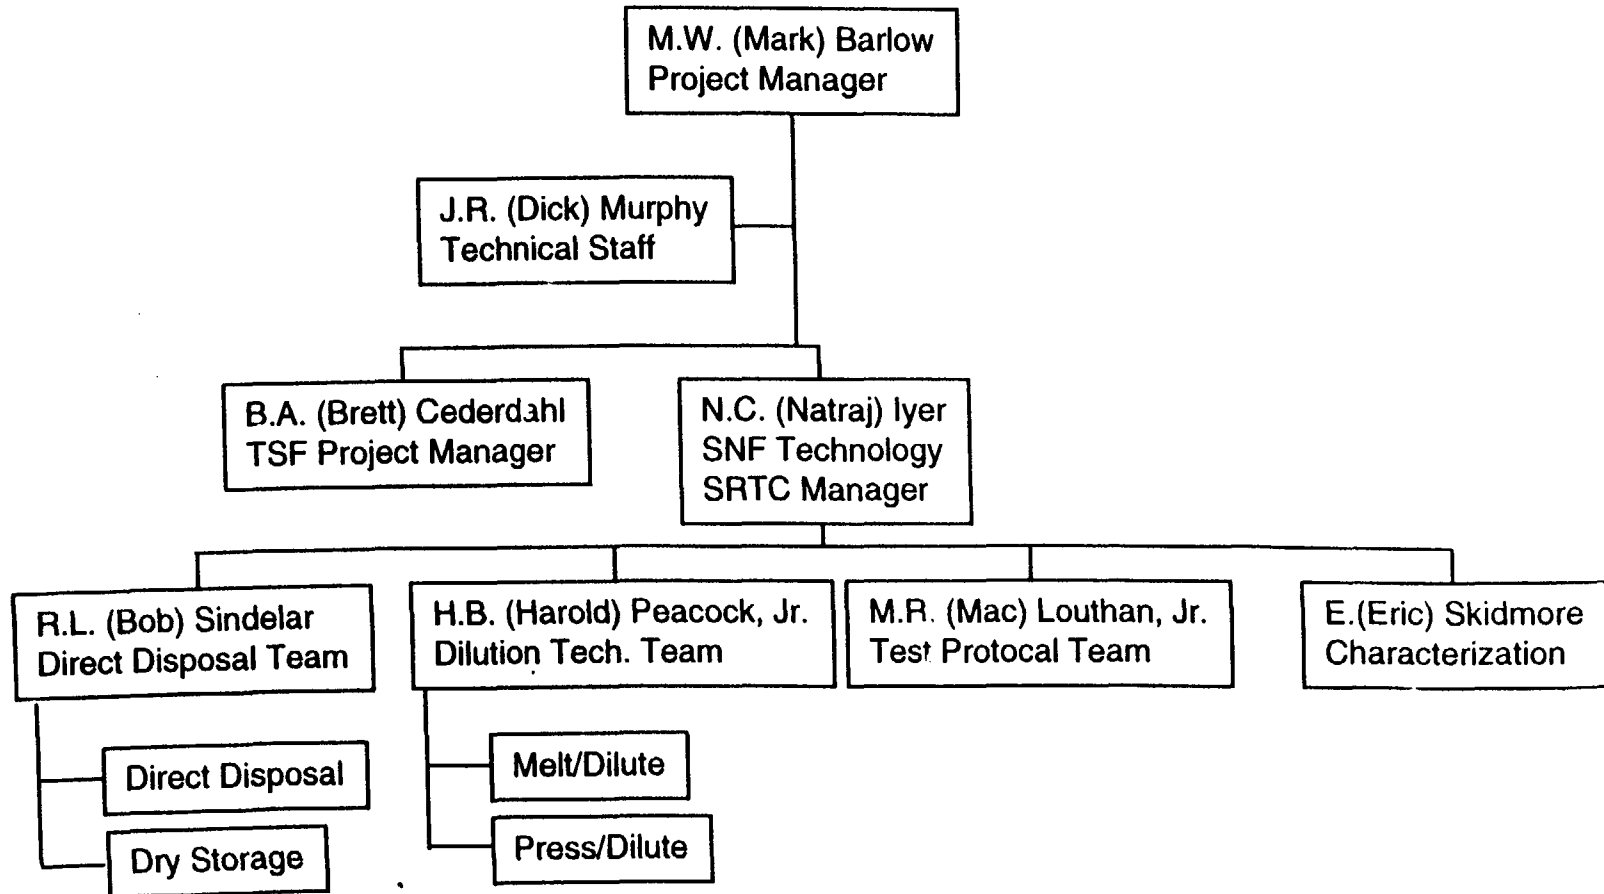 M.W. (Mark) Barlow
Project Manager
J.R. (Dick) Murphy
Technical Staff
B.A. (Brett) Cederdahl
TSF Project Manager
N.C. (Natraj) Iyer
SNF Technology
SRTC Manager
R.L. (Bob) Sindelar
Direct Disposal Team
H.B. (Harold) Peacock, Jr.
Dilution Tech. Team
M.R. (Mac) Louthan, Jr.
Test Protocal Team
E.(Eric) Skidmore
Characterization
Direct Disposal
Dry Storage
Melt/Dilute
Press/Dilute